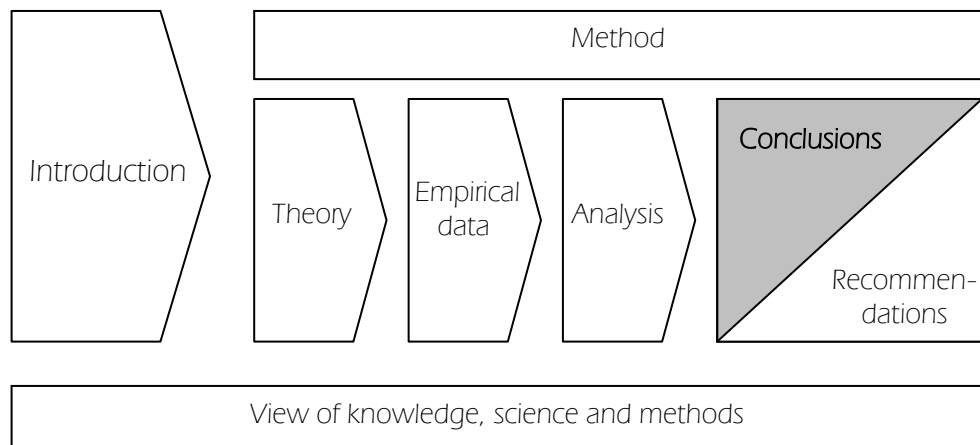 Method
Introduction
Theory
Empirical
data
Analysis
Conclusions
Recommen-
dations
View of knowledge, science and methods